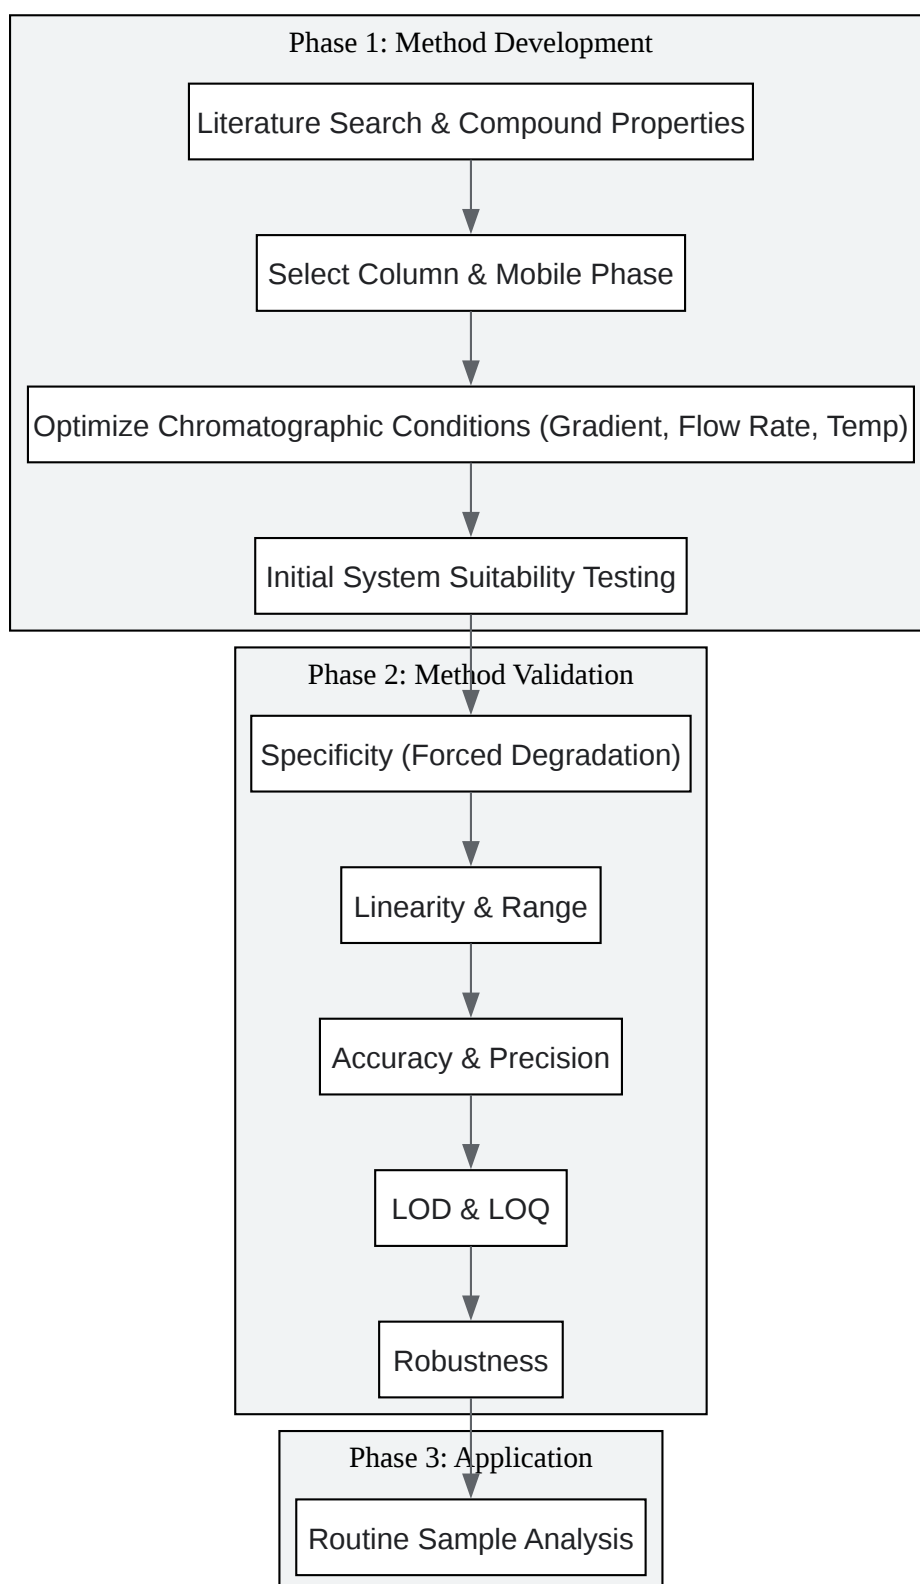 Phase 1: Method Development
Literature Search & Compound Properties
Select Column & Mobile Phase
Optimize Chromatographic Conditions (Gradient, Flow Rate, Temp)
Initial System Suitability Testing
Phase 2: Method Validation
Specificity (Forced Degradation)
Linearity & Range
Accuracy & Precision
LOD & LOQ
Robustness
Phase 3: Application
Routine Sample Analysis